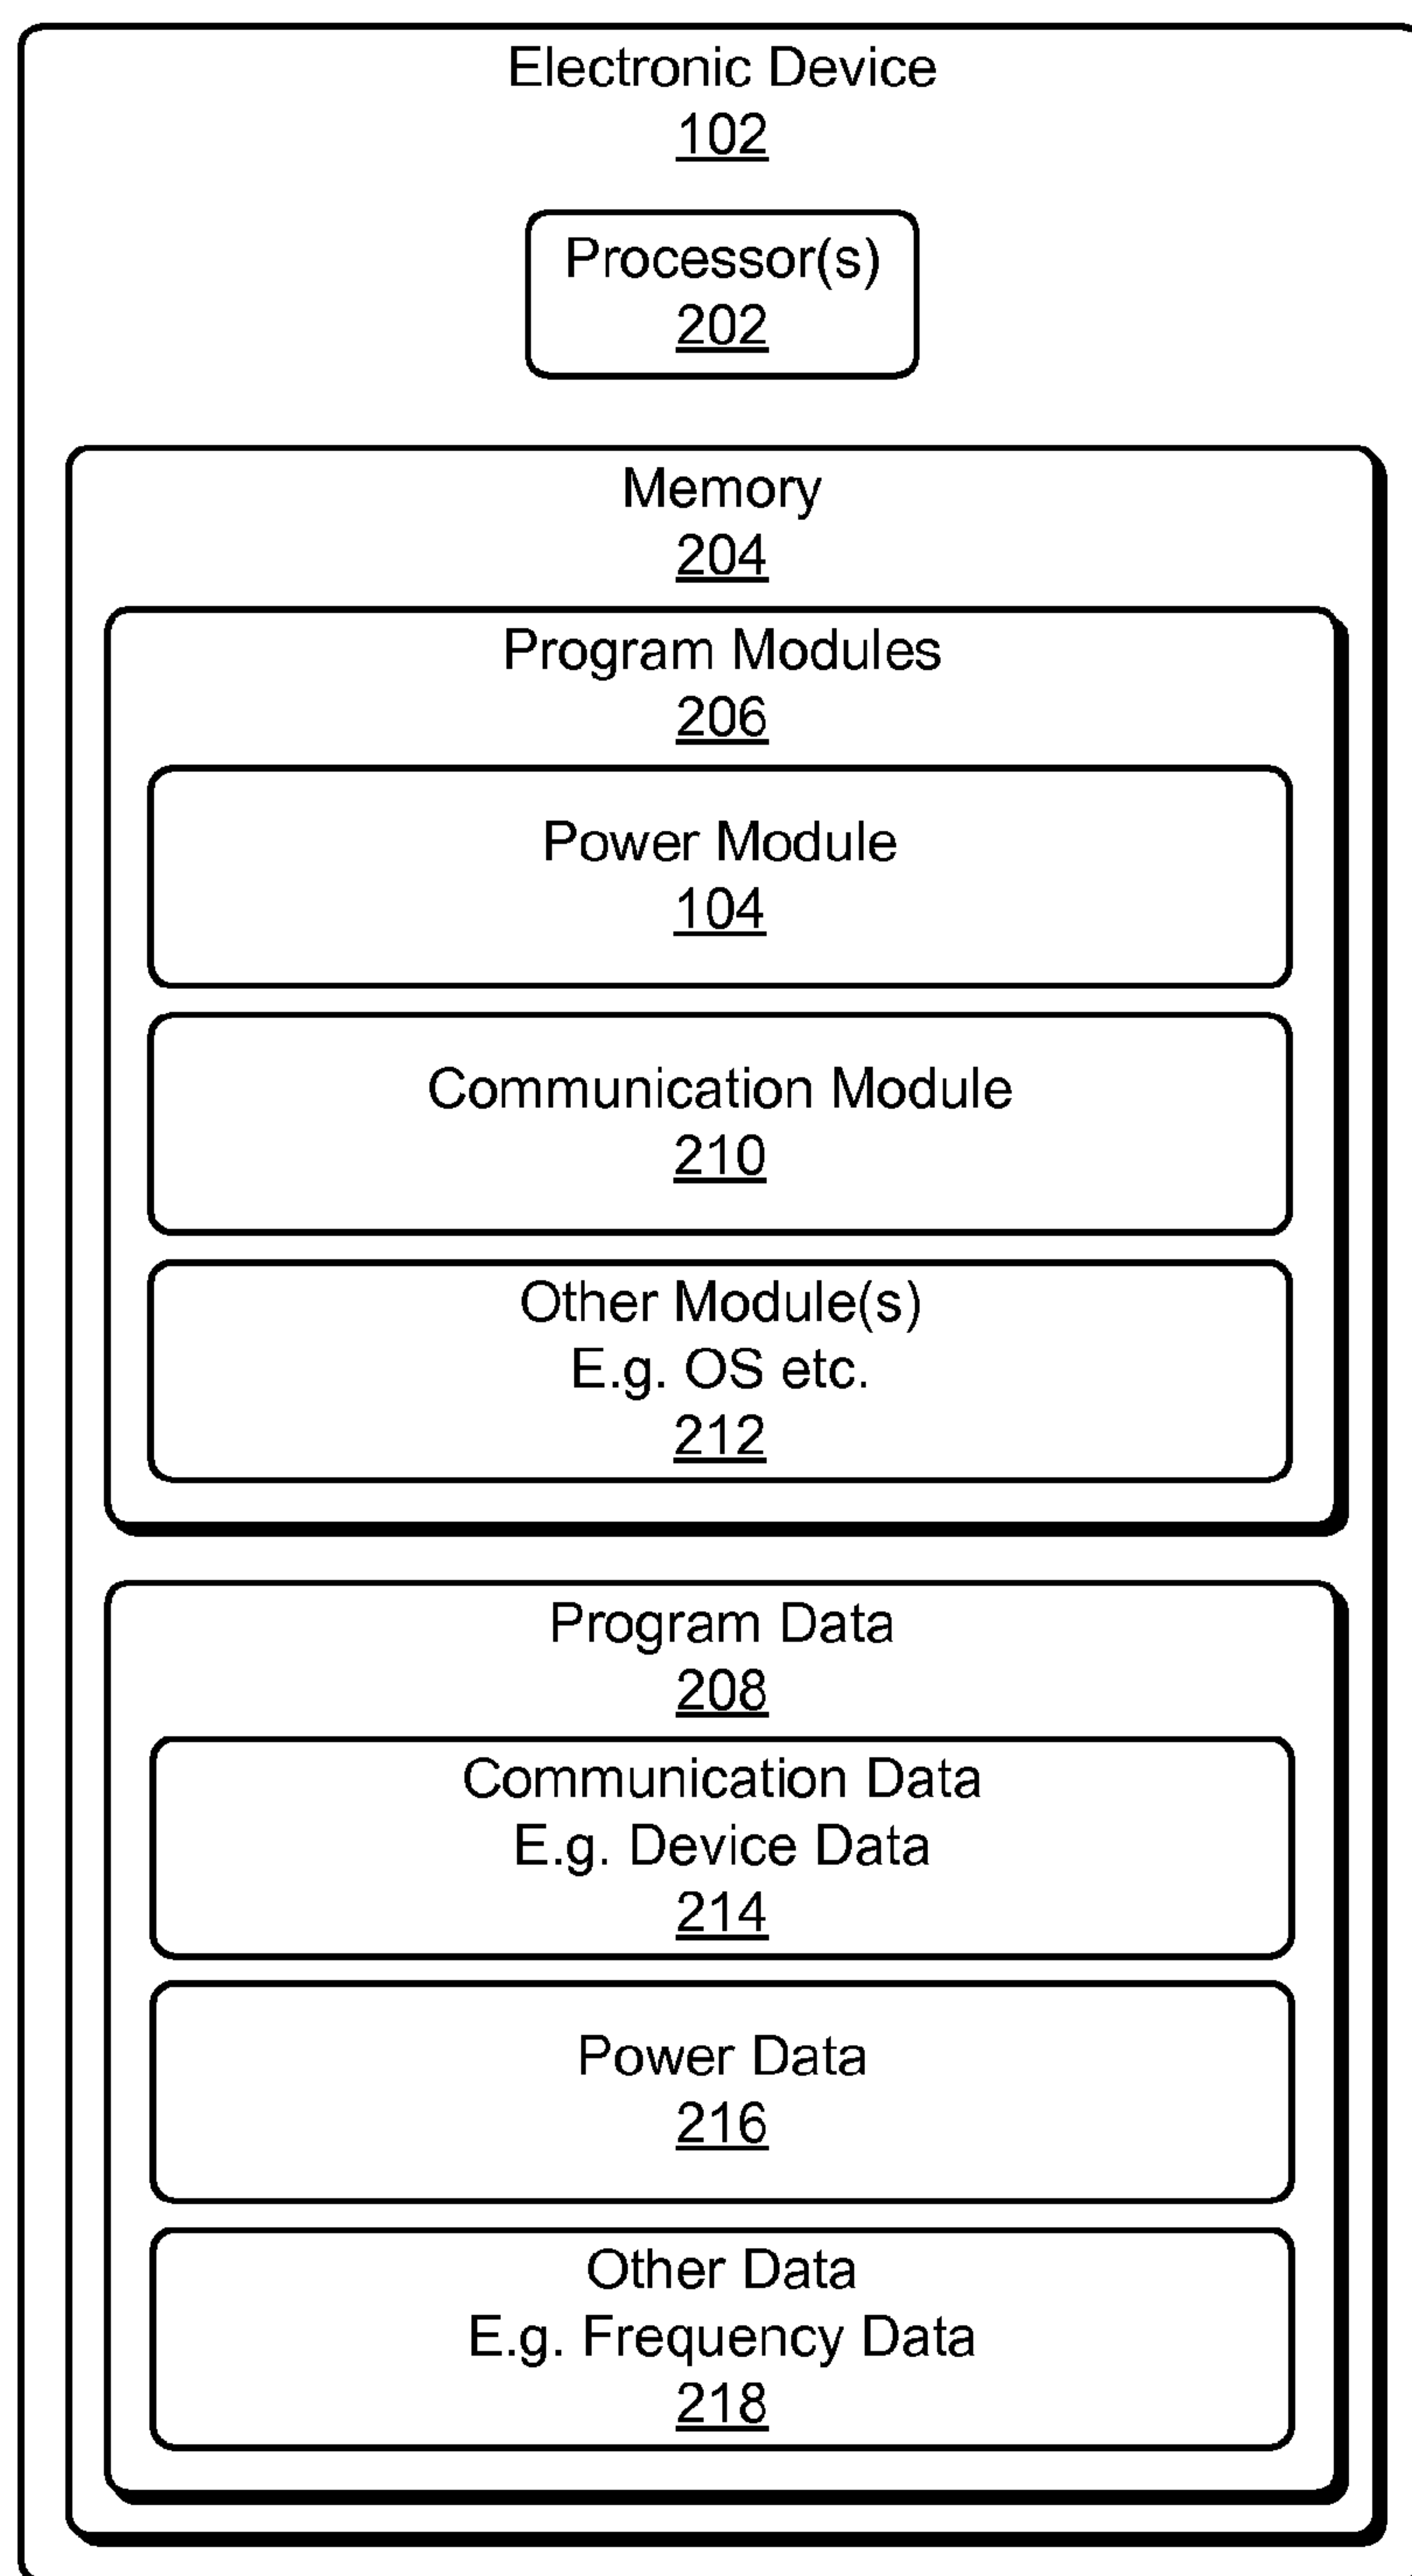 Electronic Device
102
Processor(s)
202
Memory
204
Program Modules
206
Power Module
104
Communication Module
210
Other Module(s)
E.g. OS etc.
212
Program Data
208
Communication Data
E.g. Device Data
214
Power Data
216
Other Data
E.g. Frequency Data
218